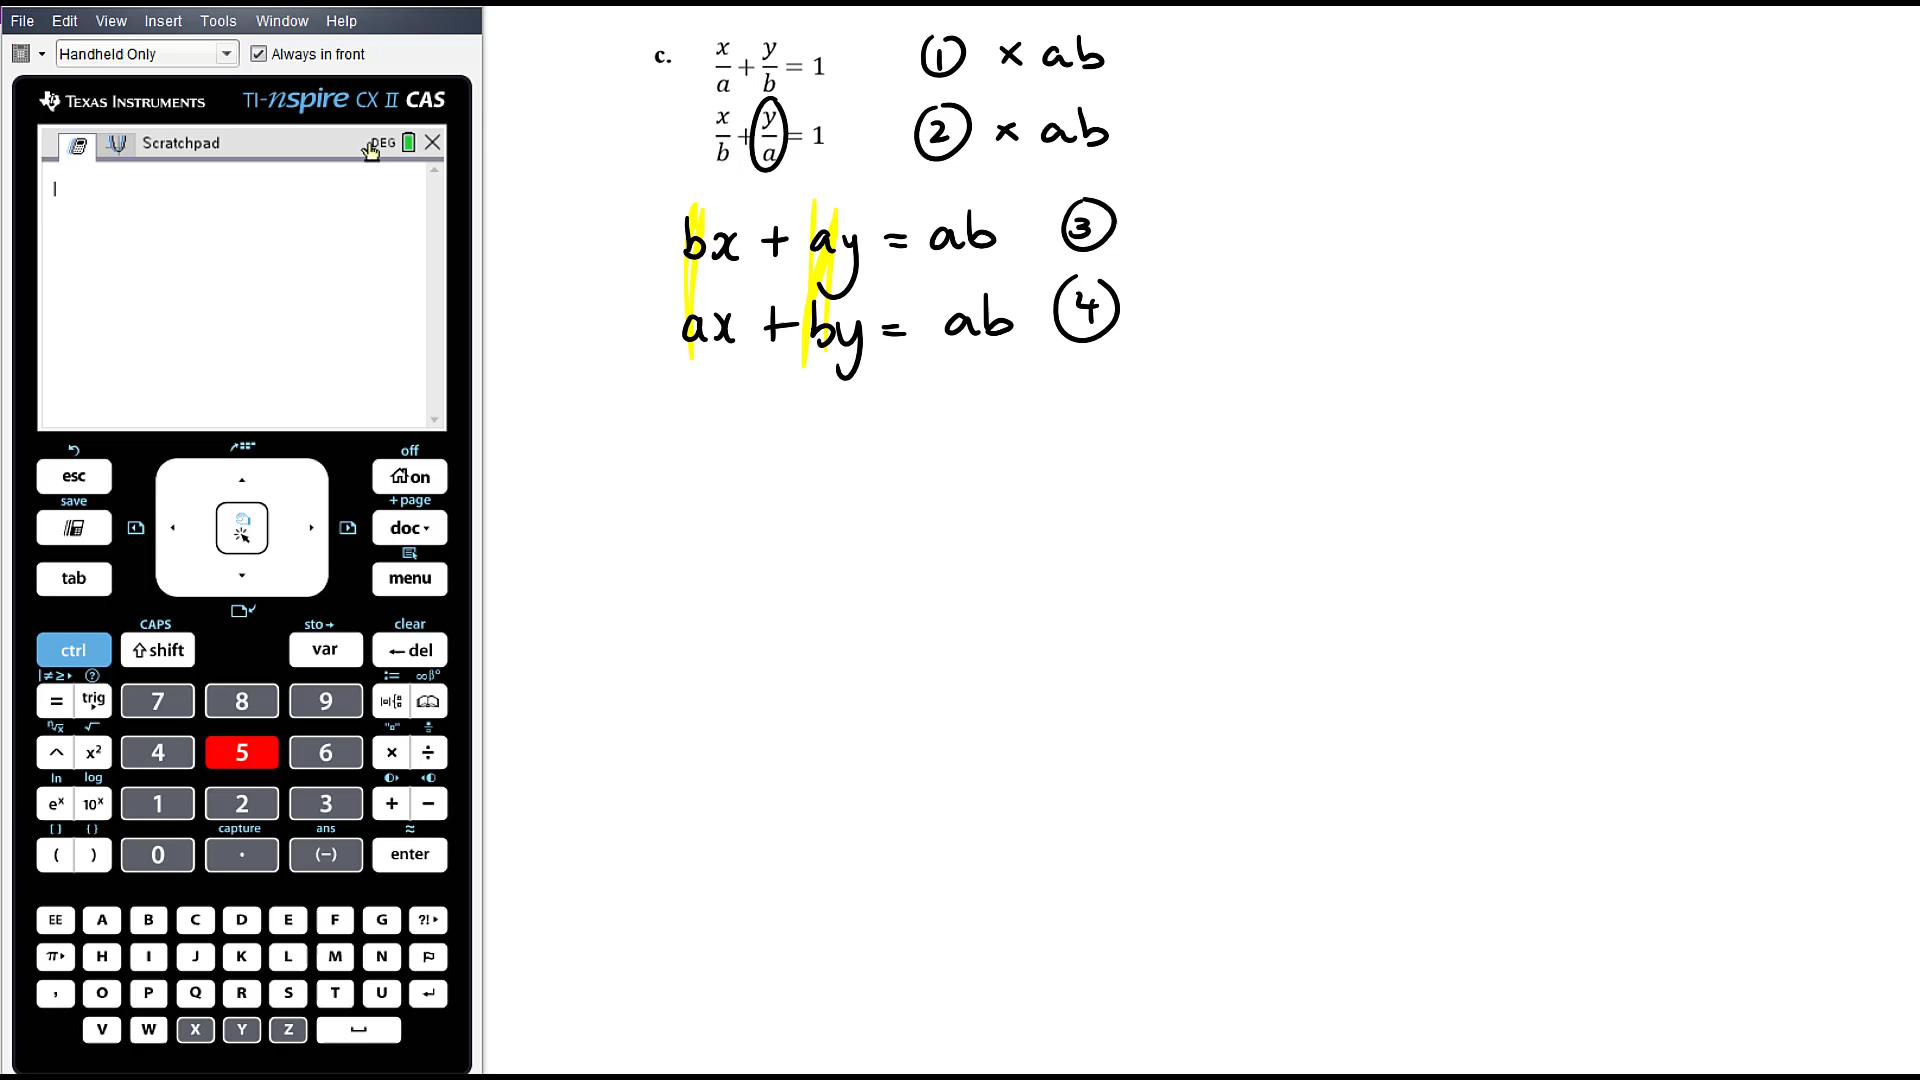 File Edit View Insert Tools Window Help
Handheld Only Always in front
TEXAS INSTRUMENTS TI-nspire CX II CAS
Scratchpad DEG
off
esc on
save + page
doc
tab menu
CAPS sto→ clear
ctrl ⇧shift var ←del
|≠≥▸ ? := ∞β°
= trig 7 8 9
ⁿ√x √ "▫" ÷
^ x² 4 5 6 × ÷
ln log
eˣ 10ˣ 1 2 3 + −
[ ] { } capture ans ≈
( ) 0 . (−) enter
EE A B C D E F G ?!▸
π▸ H I J K L M N
, O P Q R S T U ↵
V W X Y Z
c. x/a + y/b = 1 ① × ab
x/b + y/a = 1 ② × ab
bx + ay = ab ③
ax + by = ab ④